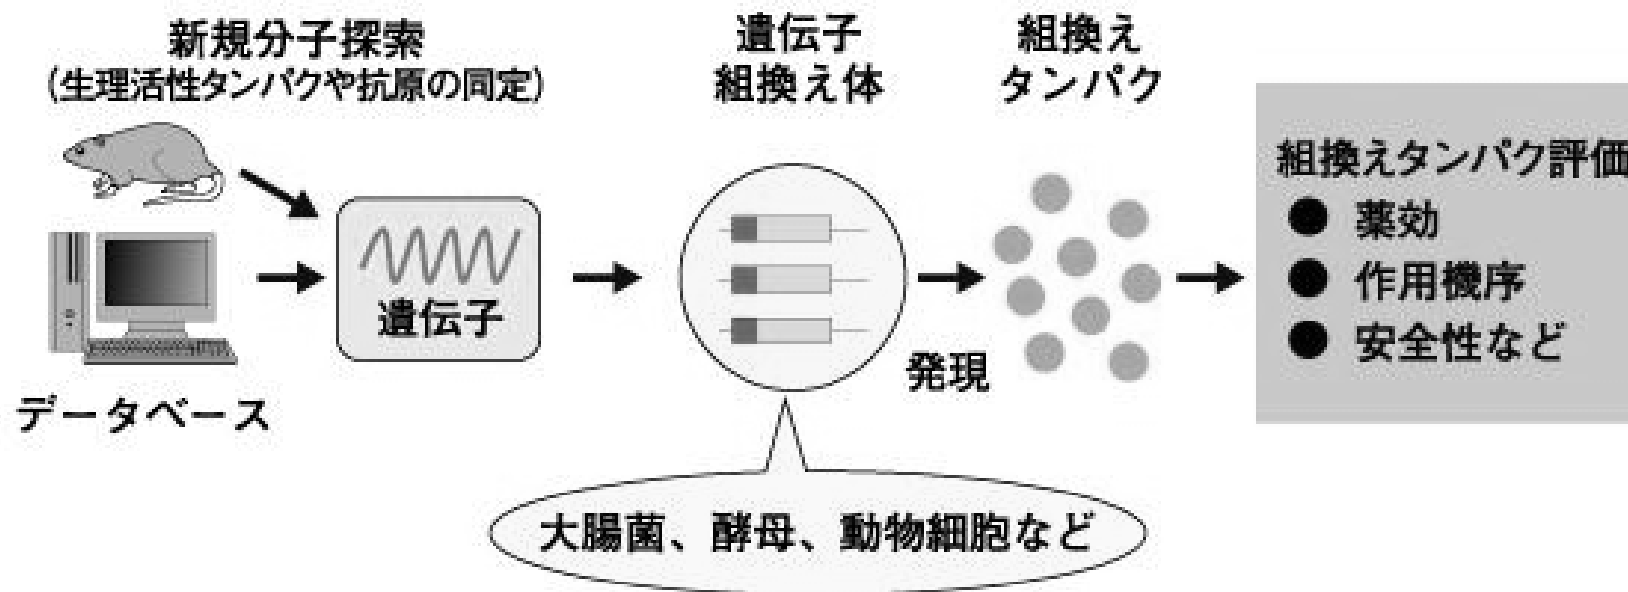 新規分子探索
(生理活性タンパクや抗原の同定)
データベース
遺伝子
遺伝子
組換え体
大腸菌、酵母、動物細胞など
発現
組換え
タンパク
組換えタンパク評価
● 薬効
● 作用機序
● 安全性など